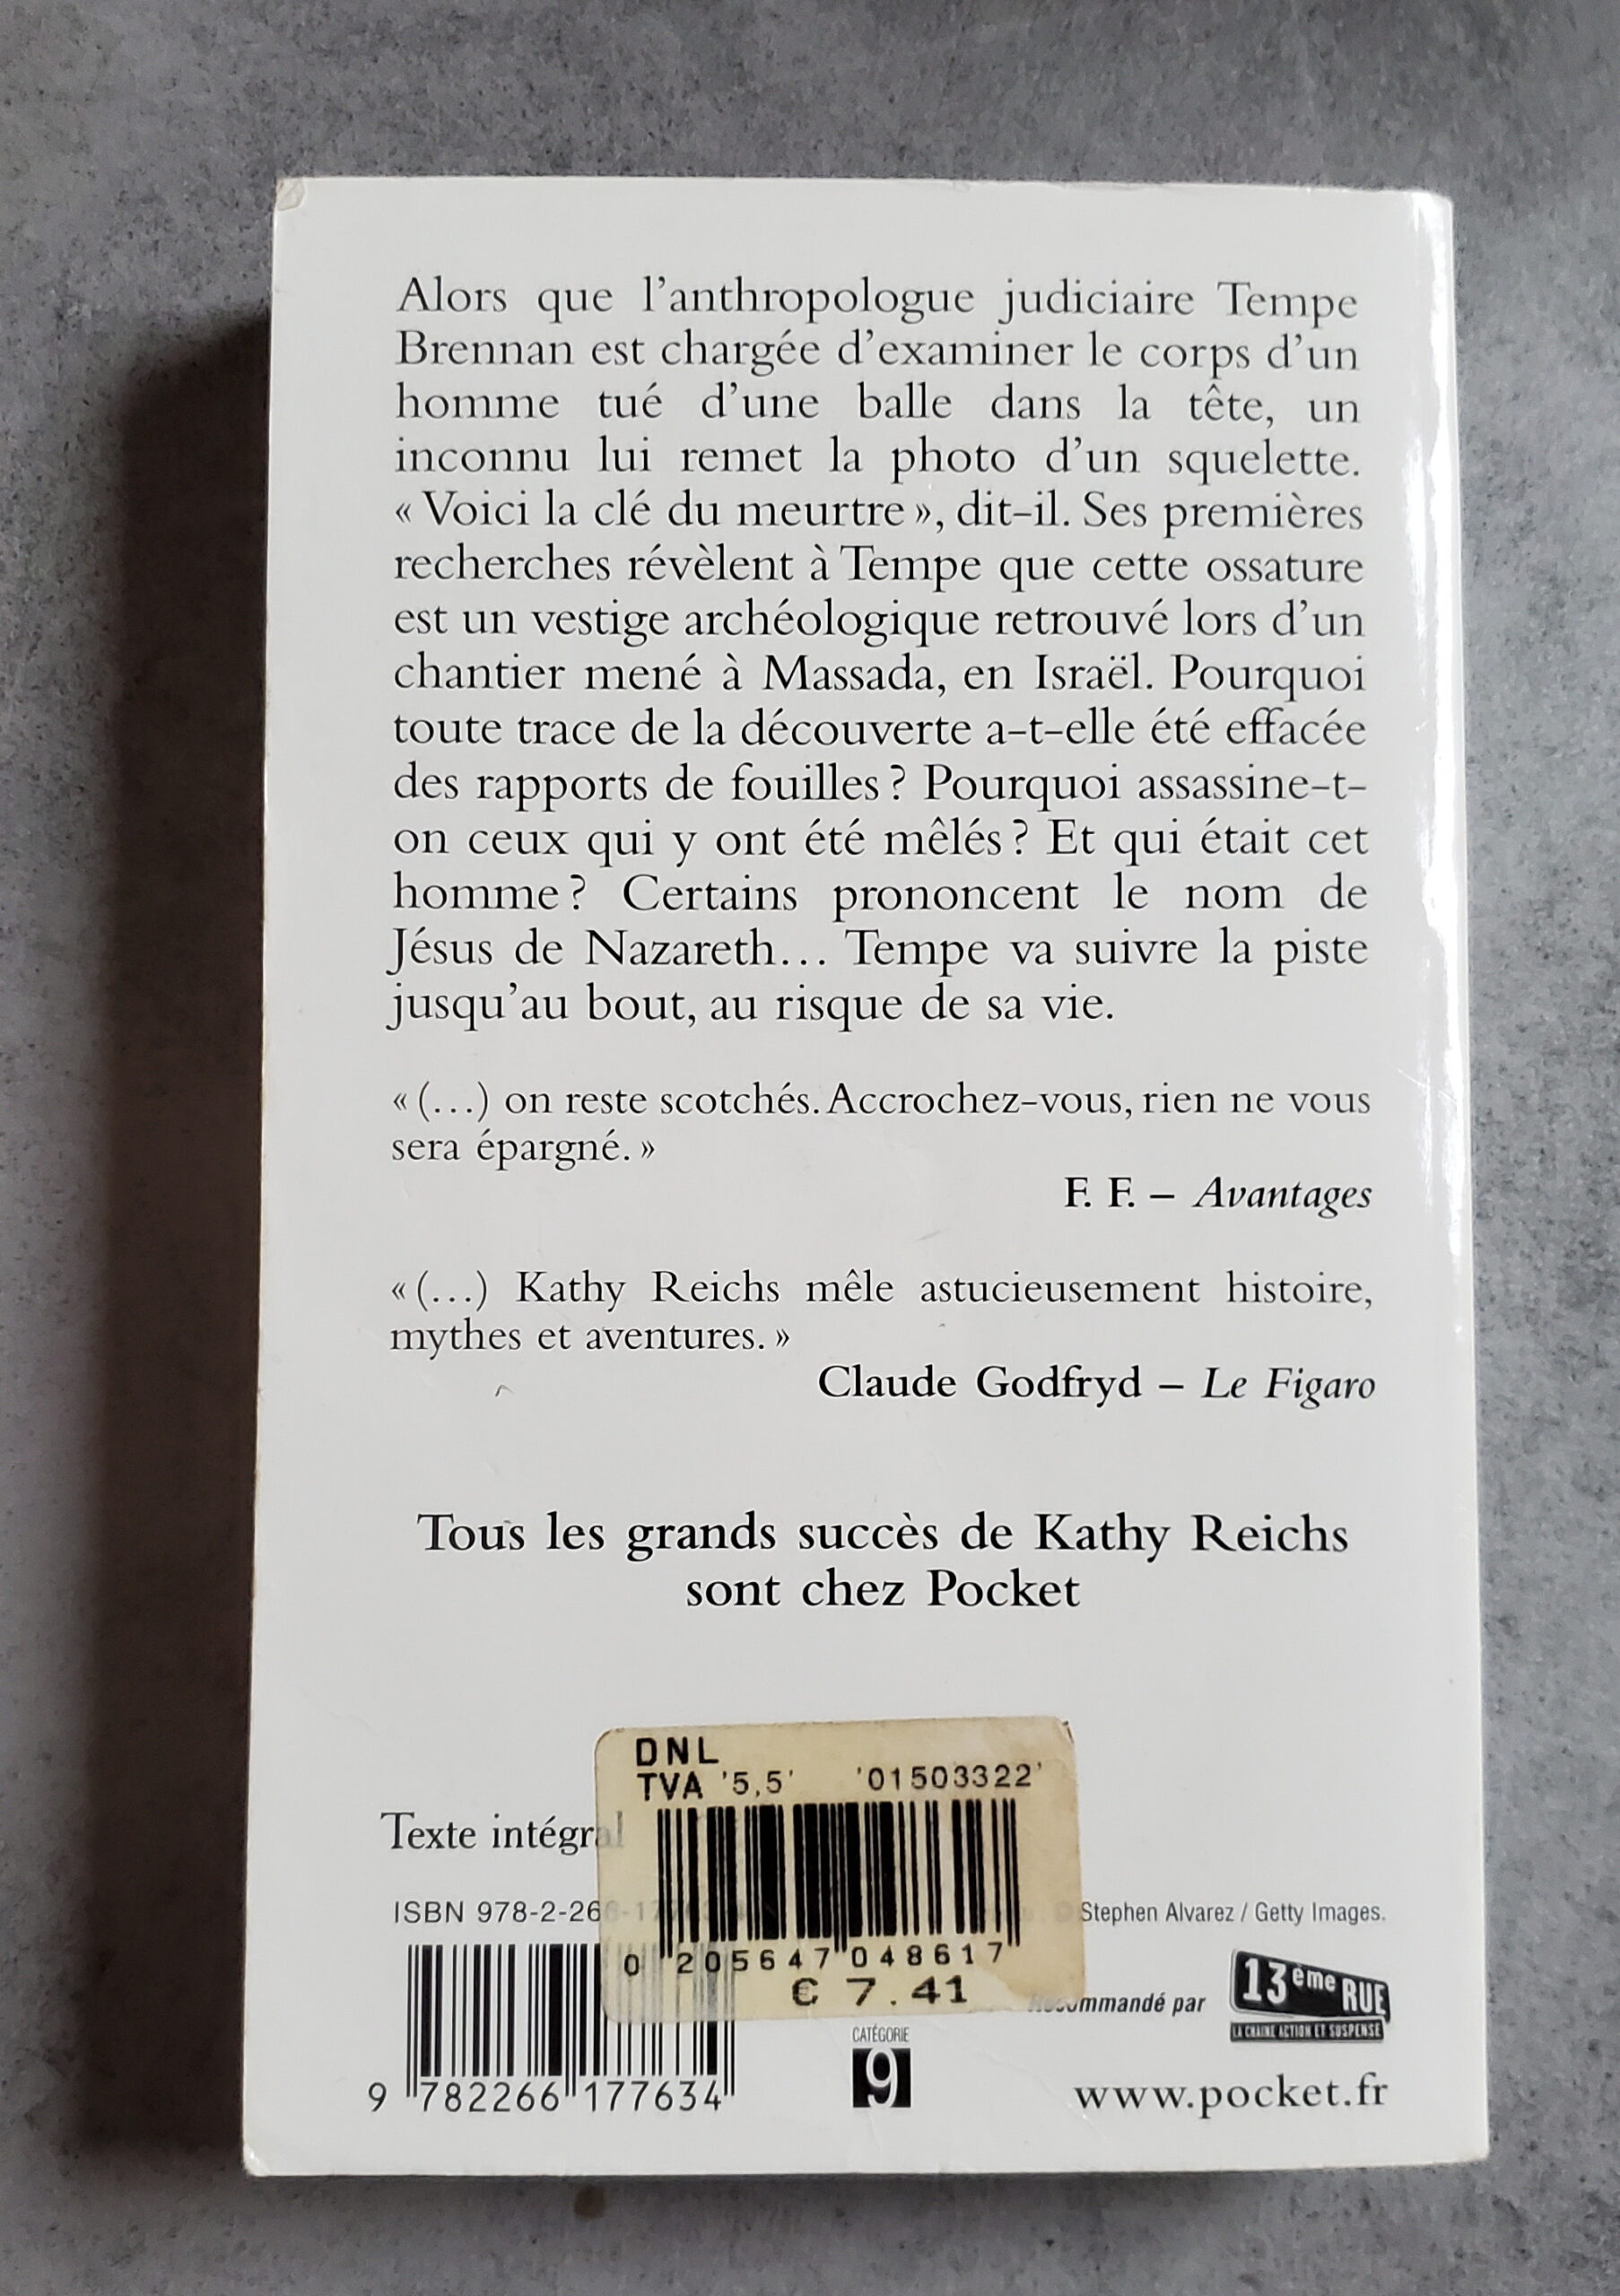 Alors que l'anthropologue judiciaire Tempe
Brennan est chargée d'examiner le corps d'un
homme tué d'une balle dans la tête, un
inconnu lui remet la photo d'un squelette.
« Voici la clé du meurtre », dit-il. Ses premières
recherches révèlent à Tempe que cette ossature
est un vestige archéologique retrouvé lors d'un
chantier mené à Massada, en Israël. Pourquoi
toute trace de la découverte a-t-elle été effacée
des rapports de fouilles ? Pourquoi assassine-t-
on ceux qui y ont été mêlés ? Et qui était cet
homme ? Certains prononcent le nom de
Jésus de Nazareth... Tempe va suivre la piste
jusqu'au bout, au risque de sa vie.
« (...) on reste scotchés. Accrochez-vous, rien ne vous
sera épargné. »
F. F. – Avantages
« (...) Kathy Reichs mêle astucieusement histoire,
mythes et aventures. »
Claude Godfryd – Le Figaro
Tous les grands succès de Kathy Reichs
sont chez Pocket
DNL
TVA '5,5' '01503322'
Texte intégral
ISBN 978-2-266-17
© Stephen Alvarez / Getty Images.
0 205647 048617
€ 7.41
Recommandé par
13ème RUE
LA CHAINE ACTION ET SUSPENSE
CATÉGORIE
9
9 782266 177634
www.pocket.fr